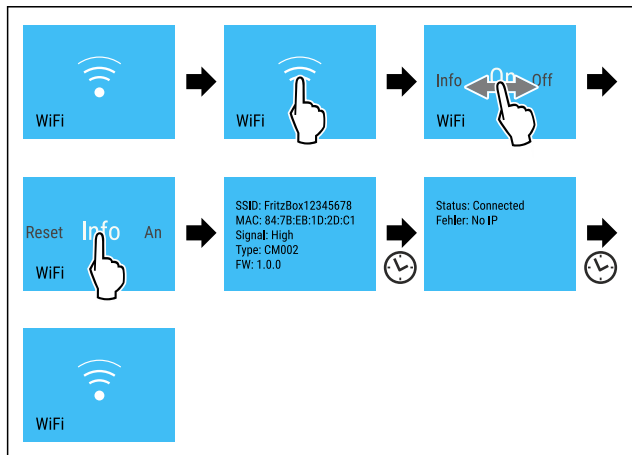 WiFi
WiFi
Info On Off
WiFi
Reset Info An
WiFi
SSID: FritzBox12345678
MAC: 84:7B:EB:1D:2D:C1
Signal: High
Type: CM002
FW: 1.0.0
Status: Connected
Fehler: No IP
WiFi